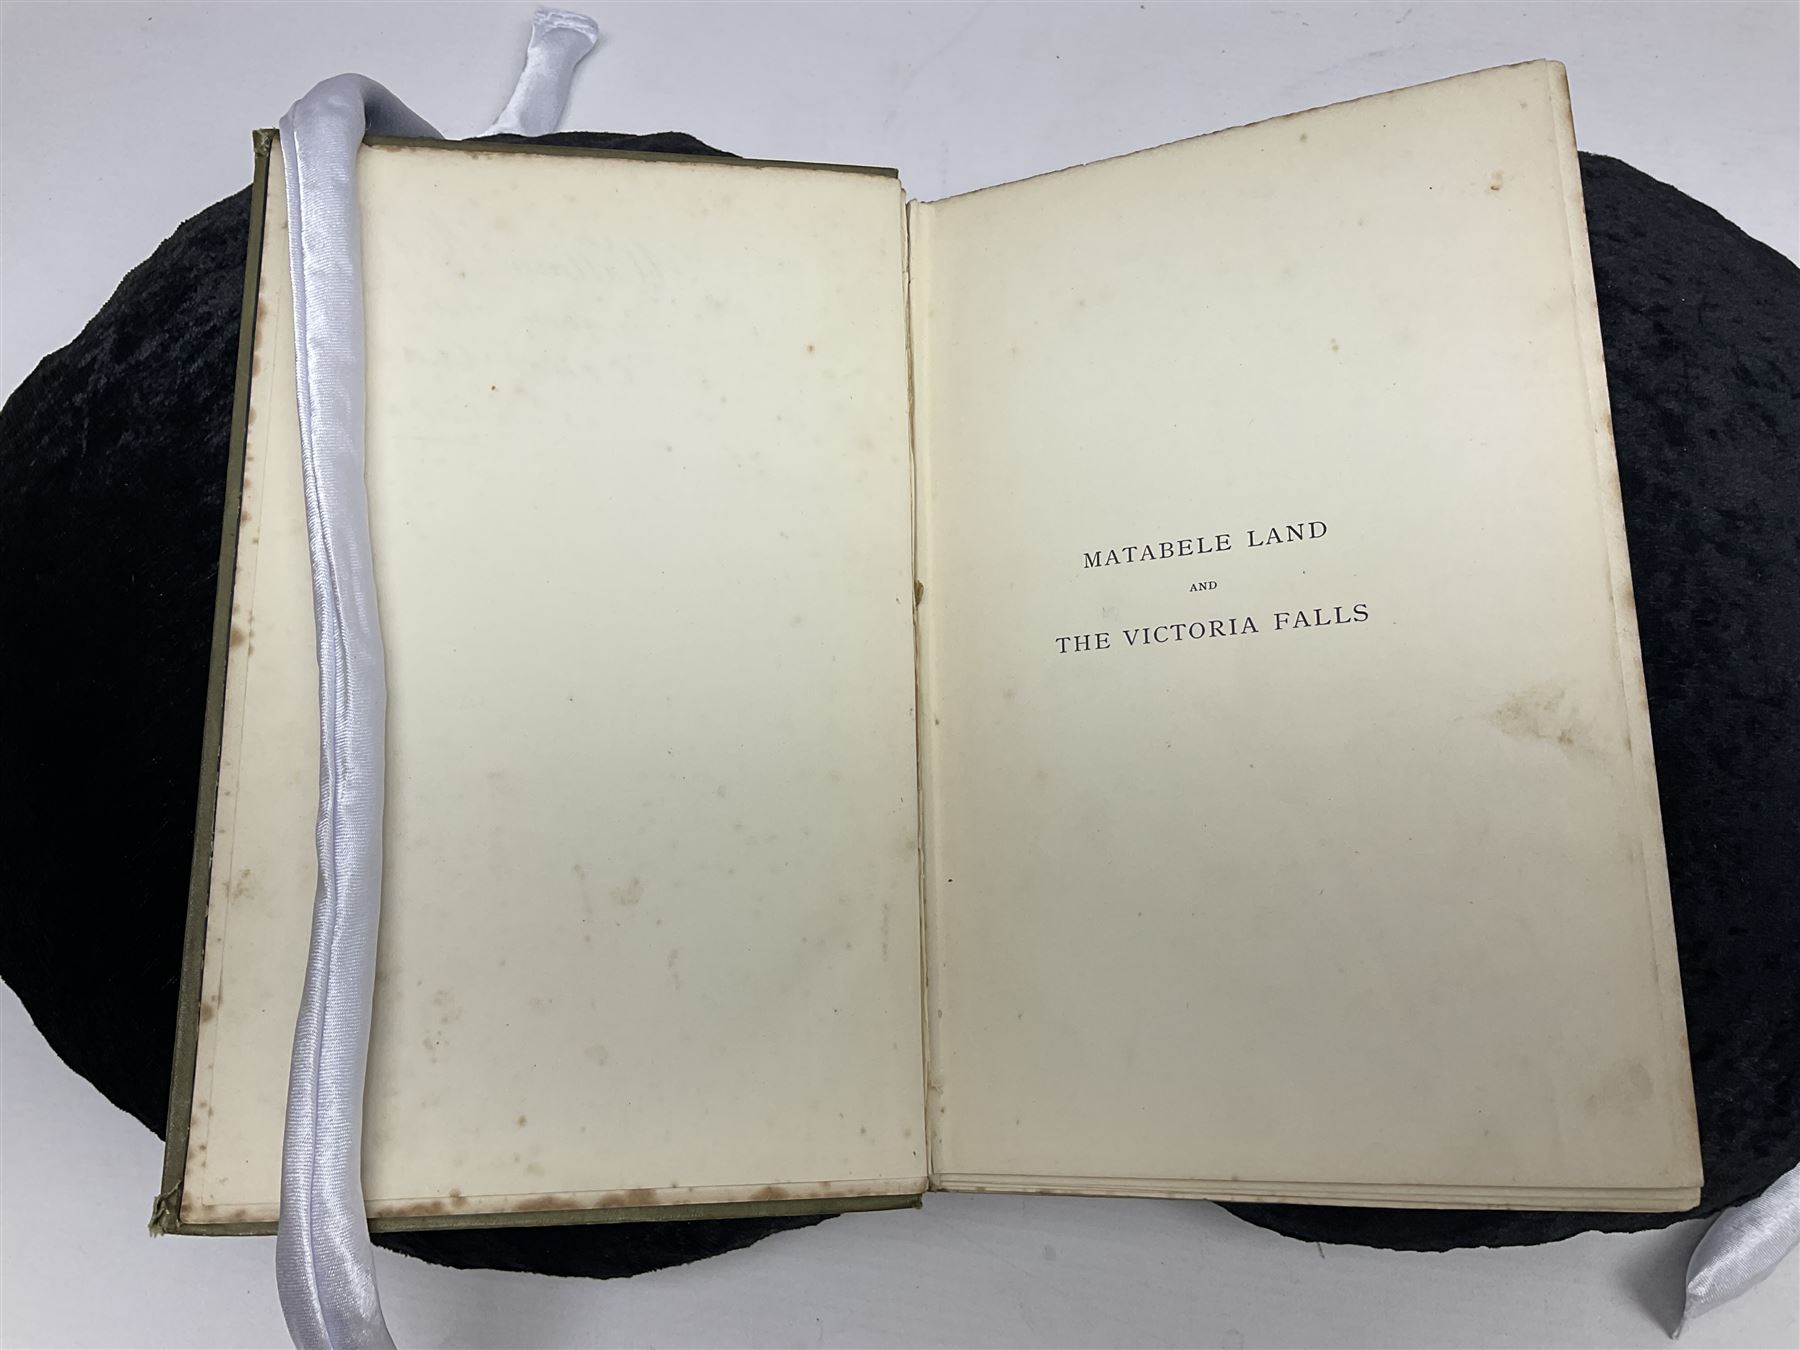 MATABELE LAND
AND
THE VICTORIA FALLS